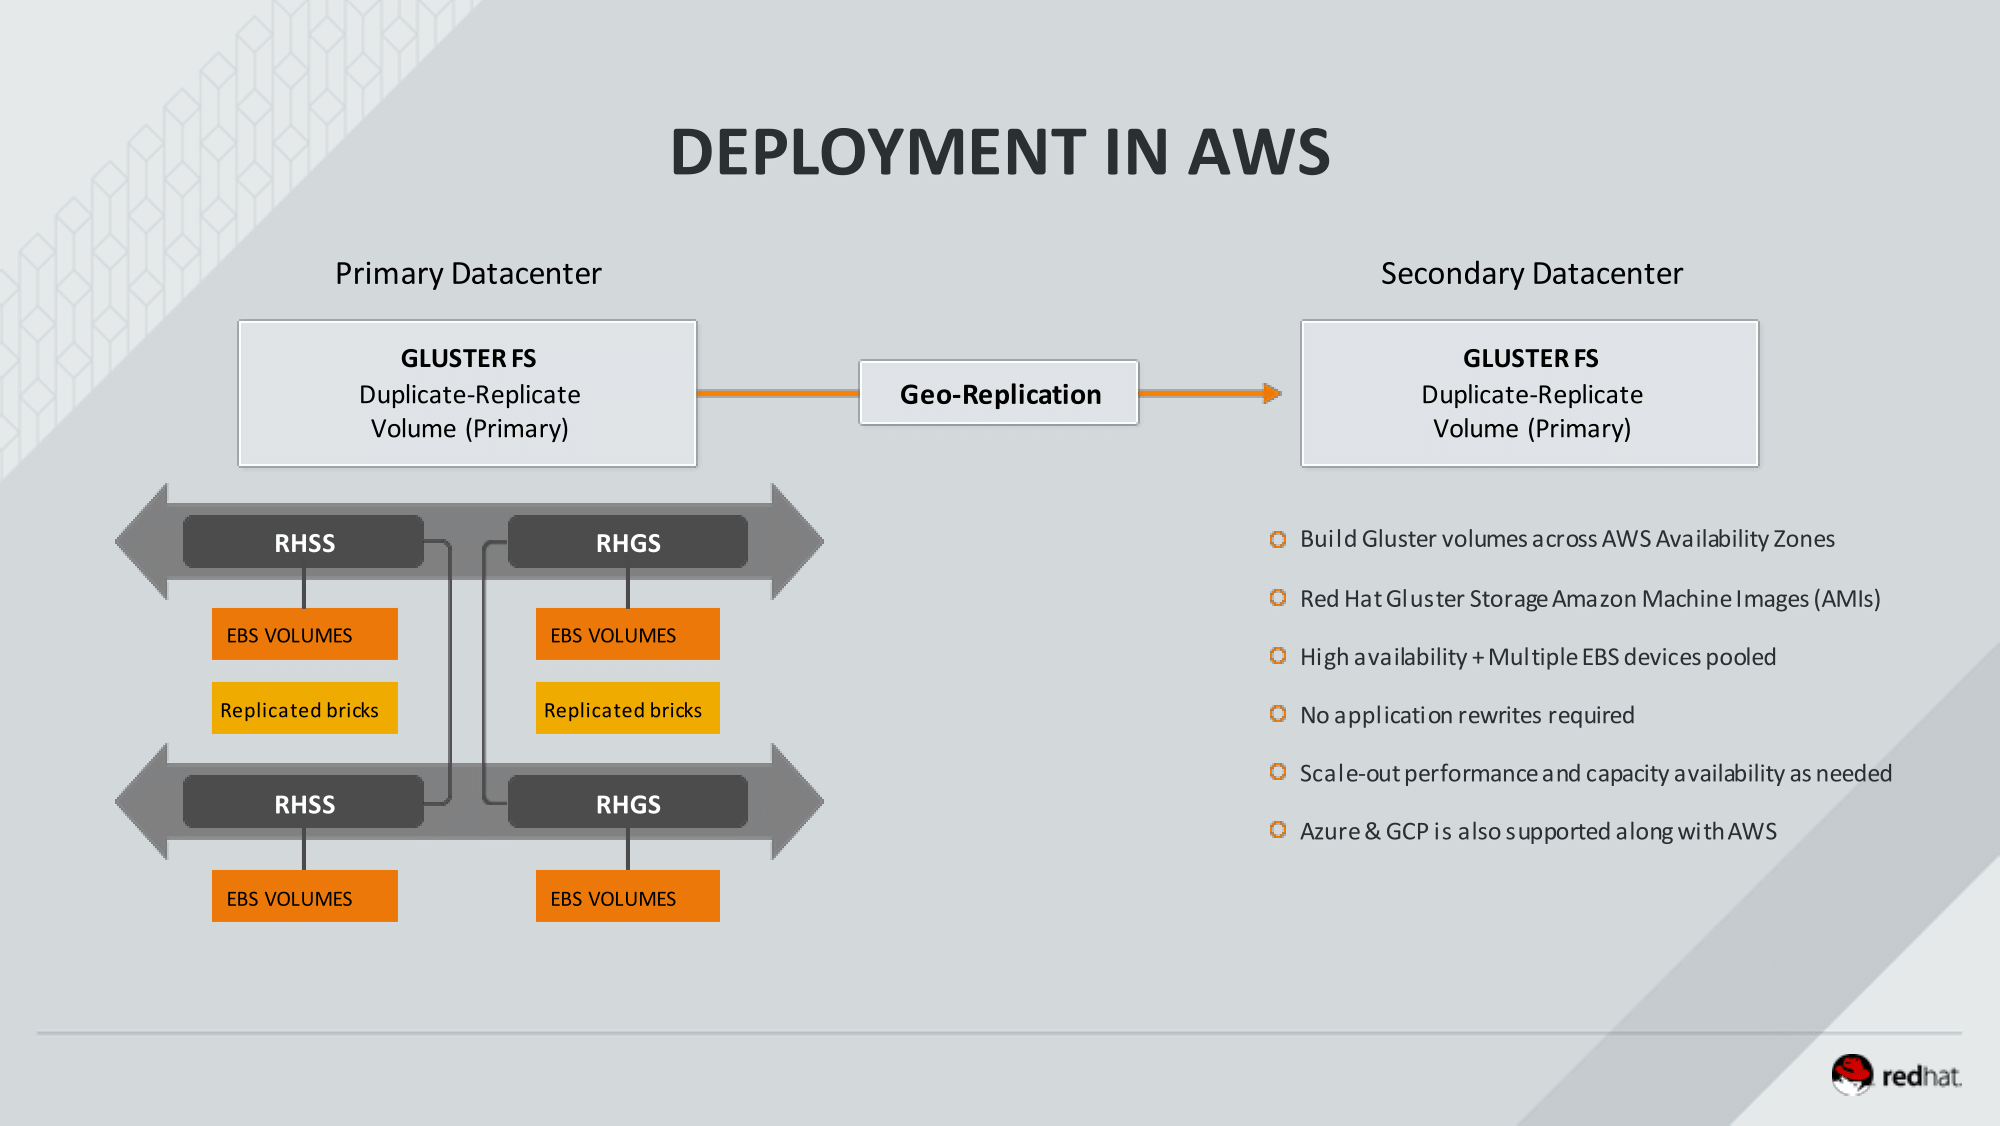 DEPLOYMENT IN AWS
Primary Datacenter
Secondary Datacenter
GLUSTER FS
Duplicate-Replicate
Volume (Primary)
Geo-Replication
GLUSTER FS
Duplicate-Replicate
Volume (Primary)
RHSS
RHGS
EBS VOLUMES
EBS VOLUMES
Replicated bricks
Replicated bricks
RHSS
RHGS
EBS VOLUMES
EBS VOLUMES
Build Gluster volumes across AWS Availability Zones
Red Hat Gluster Storage Amazon Machine Images (AMIs)
High availability + Multiple EBS devices pooled
No application rewrites required
Scale-out performance and capacity availability as needed
Azure & GCP is also supported along with AWS
redhat.